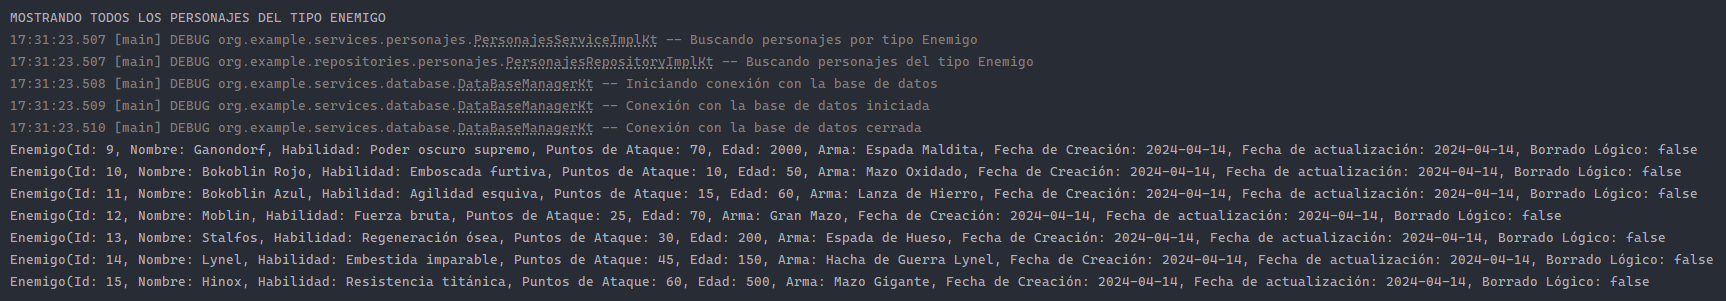 MOSTRANDO TODOS LOS PERSONAJES DEL TIPO ENEMIGO
17:31:23.507 [main] DEBUG org.example.services.personajes.PersonajesServiceImplKt -- Buscando personajes por tipo Enemigo
17:31:23.507 [main] DEBUG org.example.repositories.personajes.PersonajesRepositoryImplKt -- Buscando personajes del tipo Enemigo
17:31:23.508 [main] DEBUG org.example.services.database.DataBaseManagerKt -- Iniciando conexión con la base de datos
17:31:23.509 [main] DEBUG org.example.services.database.DataBaseManagerKt -- Conexión con la base de datos iniciada
17:31:23.510 [main] DEBUG org.example.services.database.DataBaseManagerKt -- Conexión con la base de datos cerrada
Enemigo(Id: 9, Nombre: Ganondorf, Habilidad: Poder oscuro supremo, Puntos de Ataque: 70, Edad: 2000, Arma: Espada Maldita, Fecha de Creación: 2024-04-14, Fecha de actualización: 2024-04-14, Borrado Lógico: false
Enemigo(Id: 10, Nombre: Bokoblin Rojo, Habilidad: Emboscada furtiva, Puntos de Ataque: 10, Edad: 50, Arma: Mazo Oxidado, Fecha de Creación: 2024-04-14, Fecha de actualización: 2024-04-14, Borrado Lógico: false
Enemigo(Id: 11, Nombre: Bokoblin Azul, Habilidad: Agilidad esquiva, Puntos de Ataque: 15, Edad: 60, Arma: Lanza de Hierro, Fecha de Creación: 2024-04-14, Fecha de actualización: 2024-04-14, Borrado Lógico: false
Enemigo(Id: 12, Nombre: Moblin, Habilidad: Fuerza bruta, Puntos de Ataque: 25, Edad: 70, Arma: Gran Mazo, Fecha de Creación: 2024-04-14, Fecha de actualización: 2024-04-14, Borrado Lógico: false
Enemigo(Id: 13, Nombre: Stalfos, Habilidad: Regeneración ósea, Puntos de Ataque: 30, Edad: 200, Arma: Espada de Hueso, Fecha de Creación: 2024-04-14, Fecha de actualización: 2024-04-14, Borrado Lógico: false
Enemigo(Id: 14, Nombre: Lynel, Habilidad: Embestida imparable, Puntos de Ataque: 45, Edad: 150, Arma: Hacha de Guerra Lynel, Fecha de Creación: 2024-04-14, Fecha de actualización: 2024-04-14, Borrado Lógico: false
Enemigo(Id: 15, Nombre: Hinox, Habilidad: Resistencia titánica, Puntos de Ataque: 60, Edad: 500, Arma: Mazo Gigante, Fecha de Creación: 2024-04-14, Fecha de actualización: 2024-04-14, Borrado Lógico: false